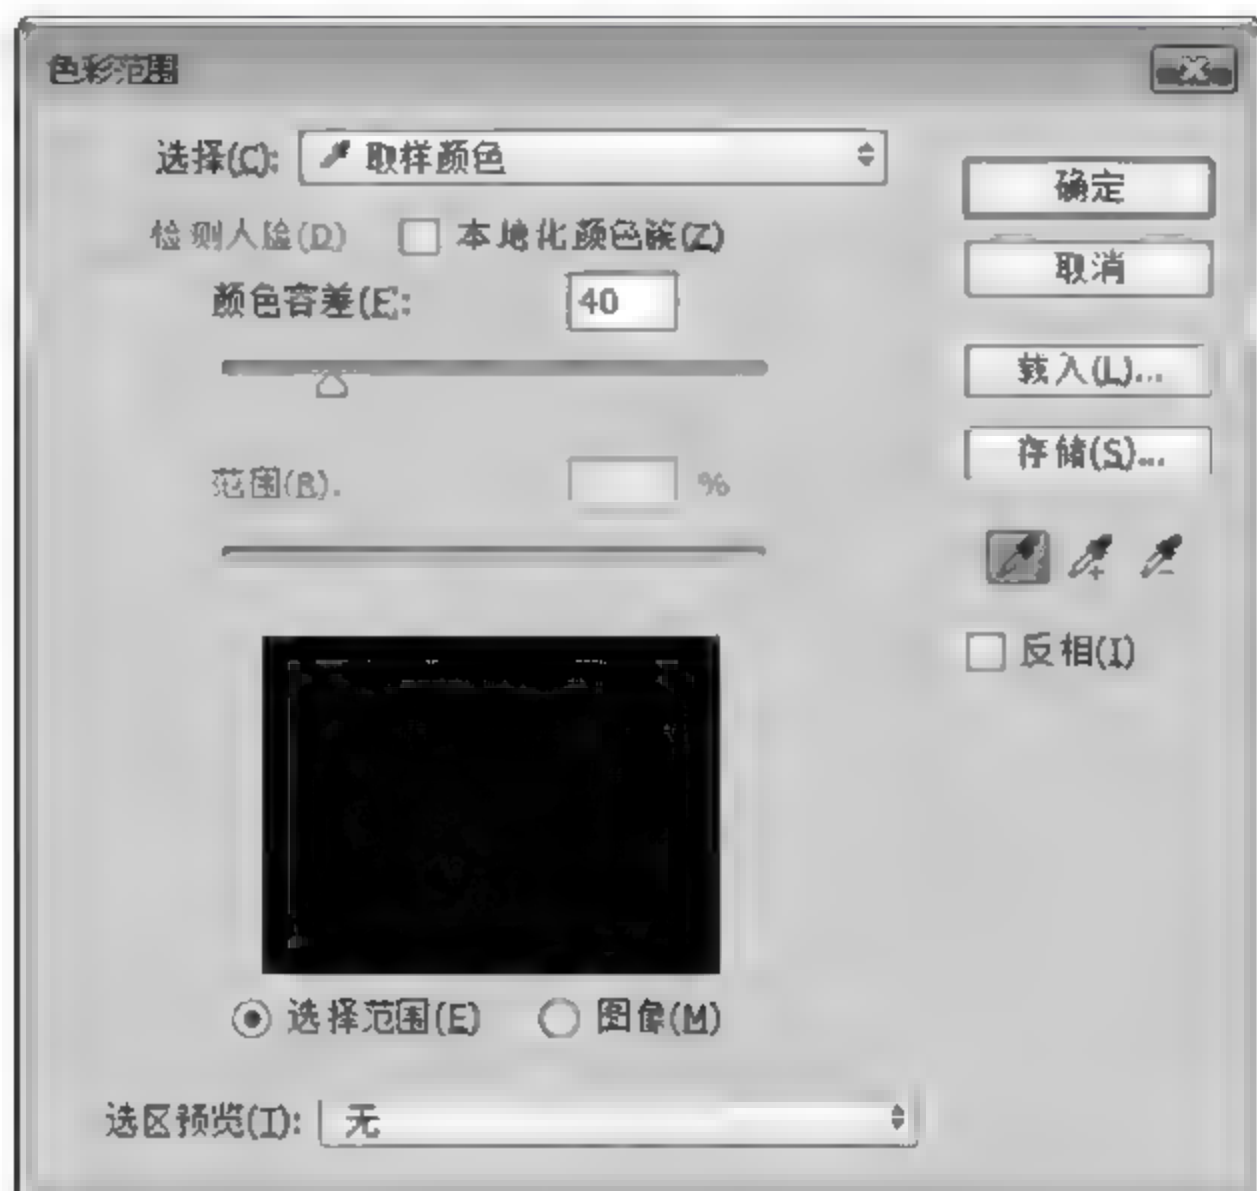 色彩范围
选择(C): 取样颜色
确定
检测人脸(D) 本地化颜色簇(Z)
取消
颜色容差(F): 40
载入(L)...
范围(R): %
存储(S)...
反相(I)
选择范围(E) 图像(M)
选区预览(T): 无